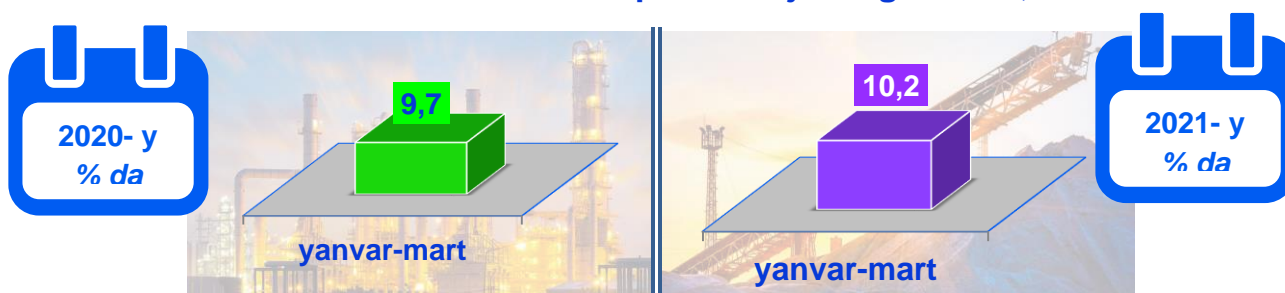 2020- y
% da
9,7
yanvar-mart
10,2
yanvar-mart
2021- y
% da